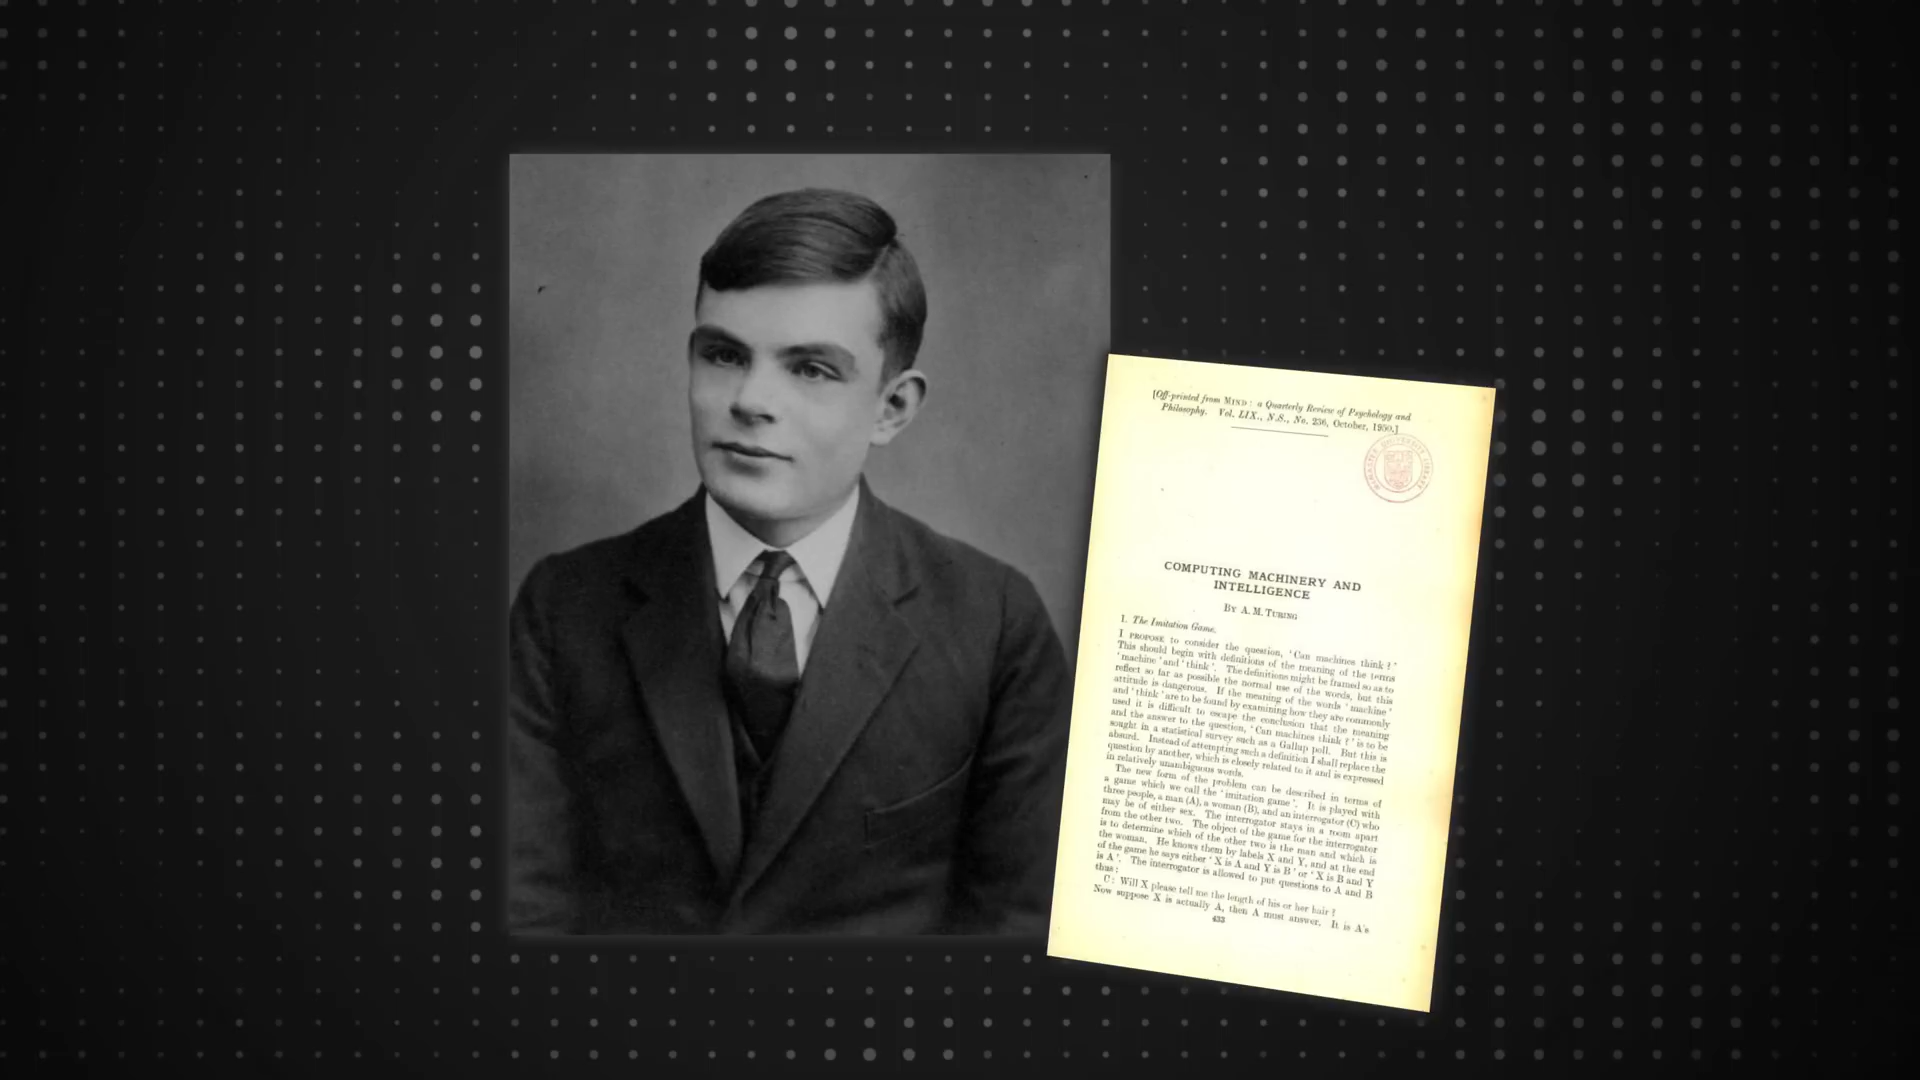 [Off-printed from MIND: a Quarterly Review of Psychology and
Philosophy. Vol. LIX., N.S., No. 236, October, 1950.]
COMPUTING MACHINERY AND
INTELLIGENCE
BY A. M. TURING
1. The Imitation Game.
I PROPOSE to consider the question, 'Can machines think?'
This should begin with definitions of the meaning of the terms
'machine' and 'think'. The definitions might be framed so as to
reflect so far as possible the normal use of the words, but this
attitude is dangerous. If the meaning of the words 'machine'
and 'think' are to be found by examining how they are commonly
used it is difficult to escape the conclusion that the meaning
and the answer to the question, 'Can machines think?' is to be
sought in a statistical survey such as a Gallup poll. But this is
absurd. Instead of attempting such a definition I shall replace the
question by another, which is closely related to it and is expressed
in relatively unambiguous words.
The new form of the problem can be described in terms of
a game which we call the 'imitation game'. It is played with
three people, a man (A), a woman (B), and an interrogator (C) who
may be of either sex. The interrogator stays in a room apart
from the other two. The object of the game for the interrogator
is to determine which of the other two is the man and which is
the woman. He knows them by labels X and Y, and at the end
of the game he says either 'X is A and Y is B' or 'X is B and Y
is A'. The interrogator is allowed to put questions to A and B
thus:
C: Will X please tell me the length of his or her hair?
Now suppose X is actually A, then A must answer. It is A's
433